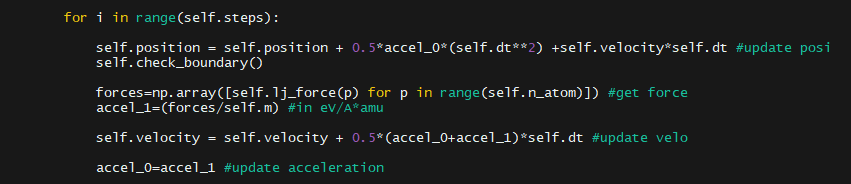 for i in range(self.steps):
self.position = self.position + 0.5*accel_0*(self.dt**2) +self.velocity*self.dt #update posi
self.check_boundary()
forces=np.array([self.lj_force(p) for p in range(self.n_atom)]) #get force
accel_1=(forces/self.m) #in eV/A*amu
self.velocity = self.velocity + 0.5*(accel_0+accel_1)*self.dt #update velo
accel_0=accel_1 #update acceleration